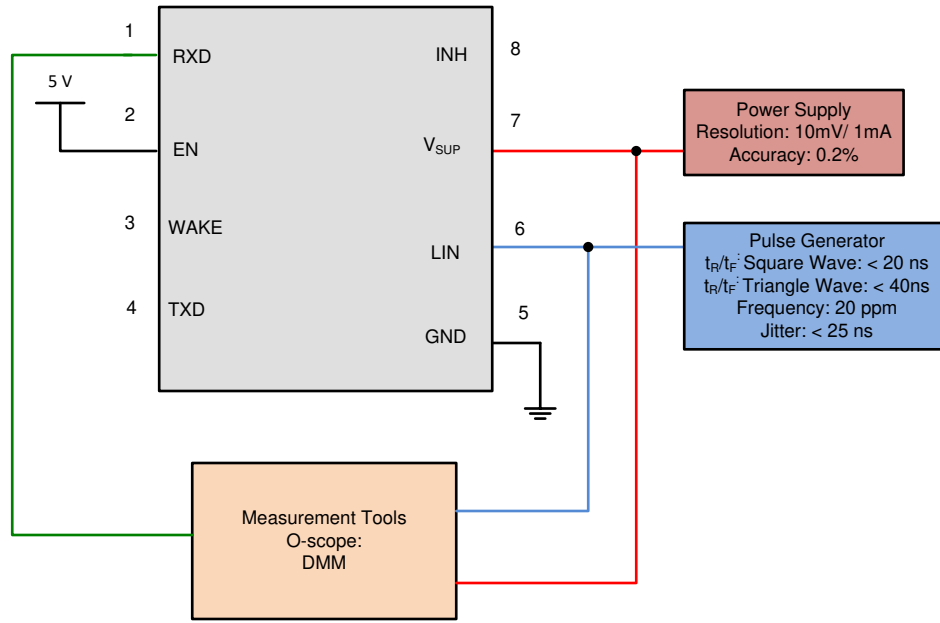 1
RXD
5 V
2
EN
3
WAKE
4
TXD
INH
8
7
VSUP
6
LIN
5
GND
Power Supply
Resolution: 10mV/ 1mA
Accuracy: 0.2%
Pulse Generator
tR/tF: Square Wave: < 20 ns
tR/tF: Triangle Wave: < 40ns
Frequency: 20 ppm
Jitter: < 25 ns
Measurement Tools
O-scope:
DMM